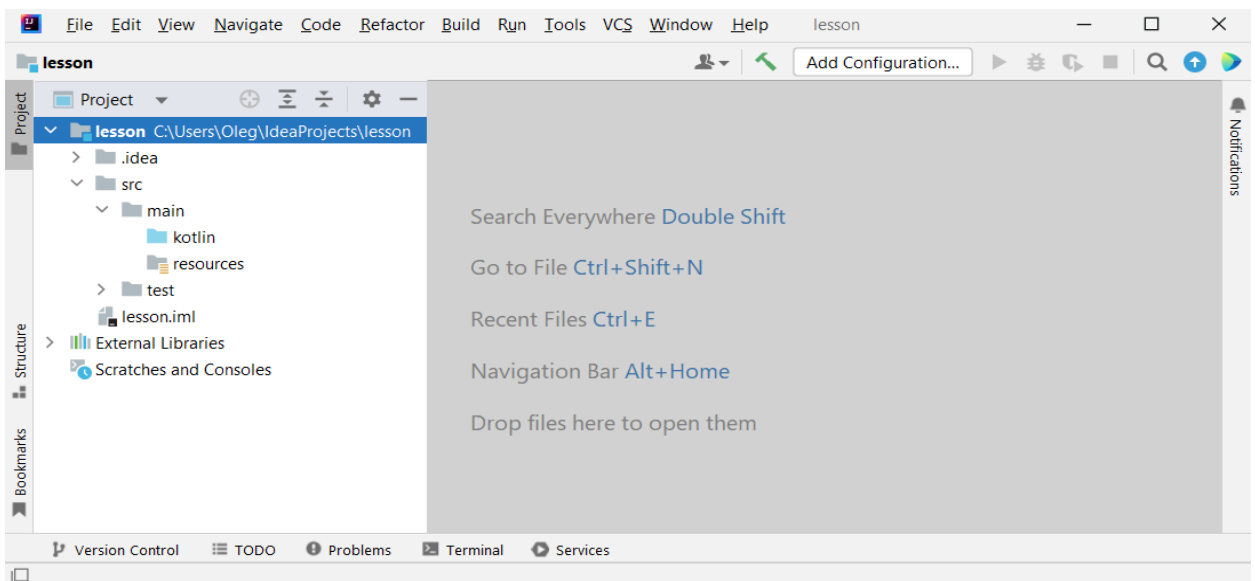 File Edit View Navigate Code Refactor Build Run Tools VCS Window Help lesson
lesson
Add Configuration...
Project
Project
lesson C:\Users\Oleg\IdeaProjects\lesson
.idea
src
main
kotlin
resources
test
lesson.iml
External Libraries
Scratches and Consoles
Structure
Bookmarks
Search Everywhere Double Shift
Go to File Ctrl+Shift+N
Recent Files Ctrl+E
Navigation Bar Alt+Home
Drop files here to open them
Notifications
Version Control TODO Problems Terminal Services